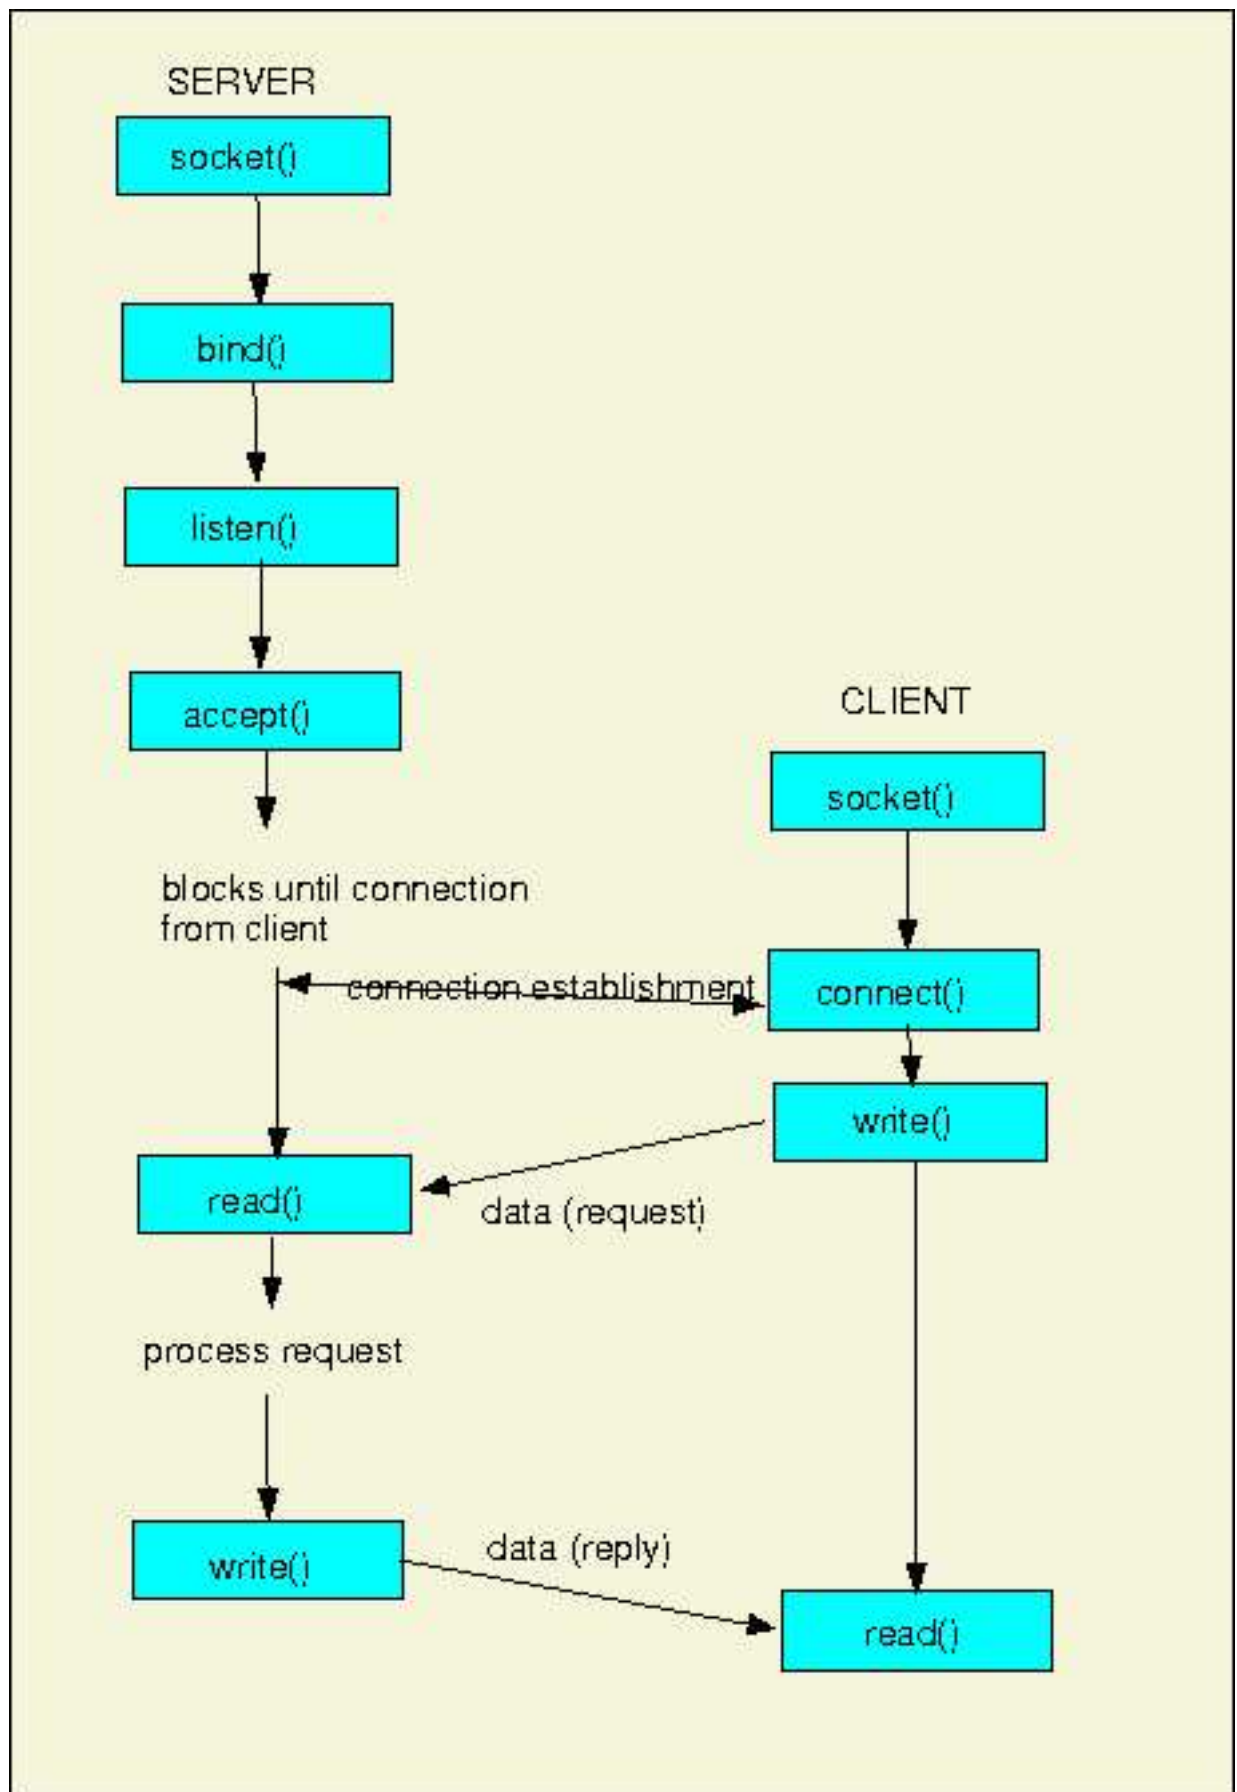 SERVER
socket()
bind()
listen()
accept()
CLIENT
socket()
blocks until connection
from client
connection establishment
connect()
write()
read()
data (request)
process request
data (reply)
write()
read()